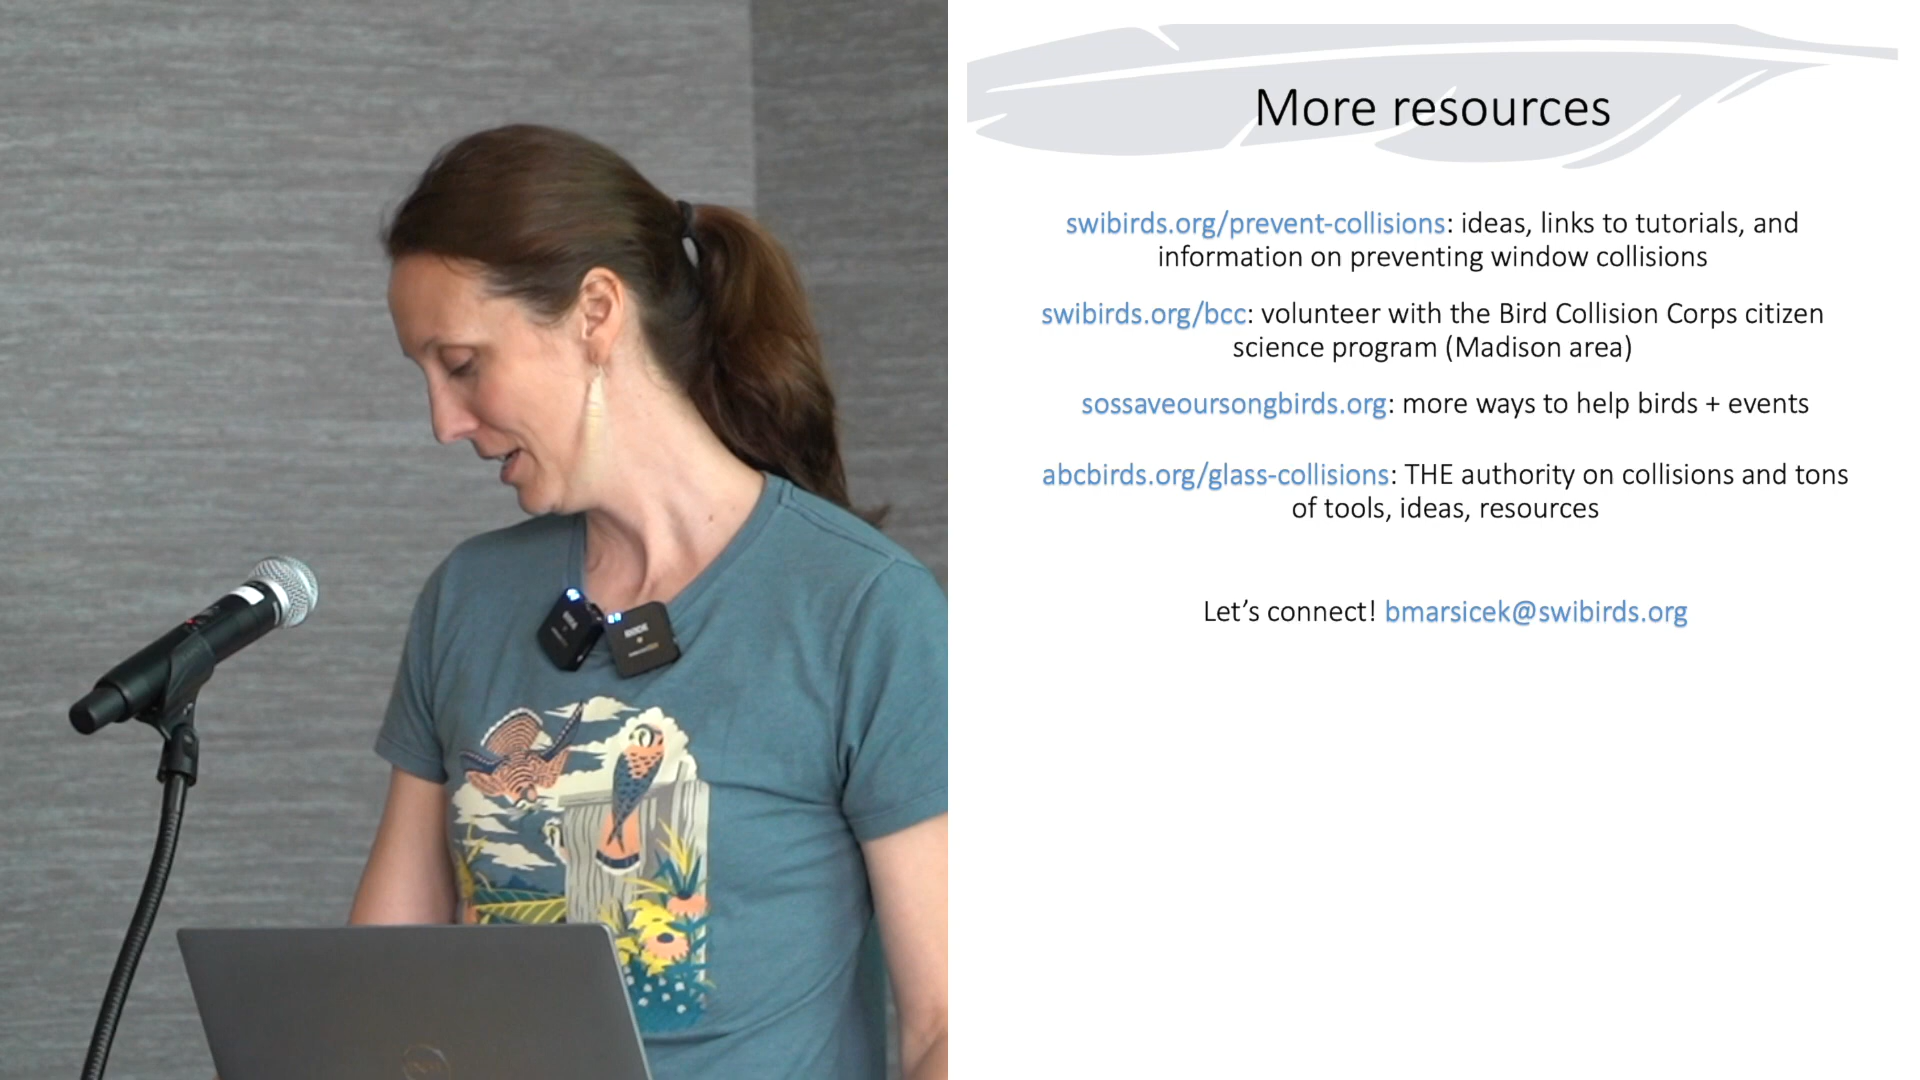 More resources
swibirds.org/prevent-collisions: ideas, links to tutorials, and
information on preventing window collisions
swibirds.org/bcc: volunteer with the Bird Collision Corps citizen
science program (Madison area)
sossaveoursongbirds.org: more ways to help birds + events
abcbirds.org/glass-collisions: THE authority on collisions and tons
of tools, ideas, resources
Let’s connect! bmarsicek@swibirds.org